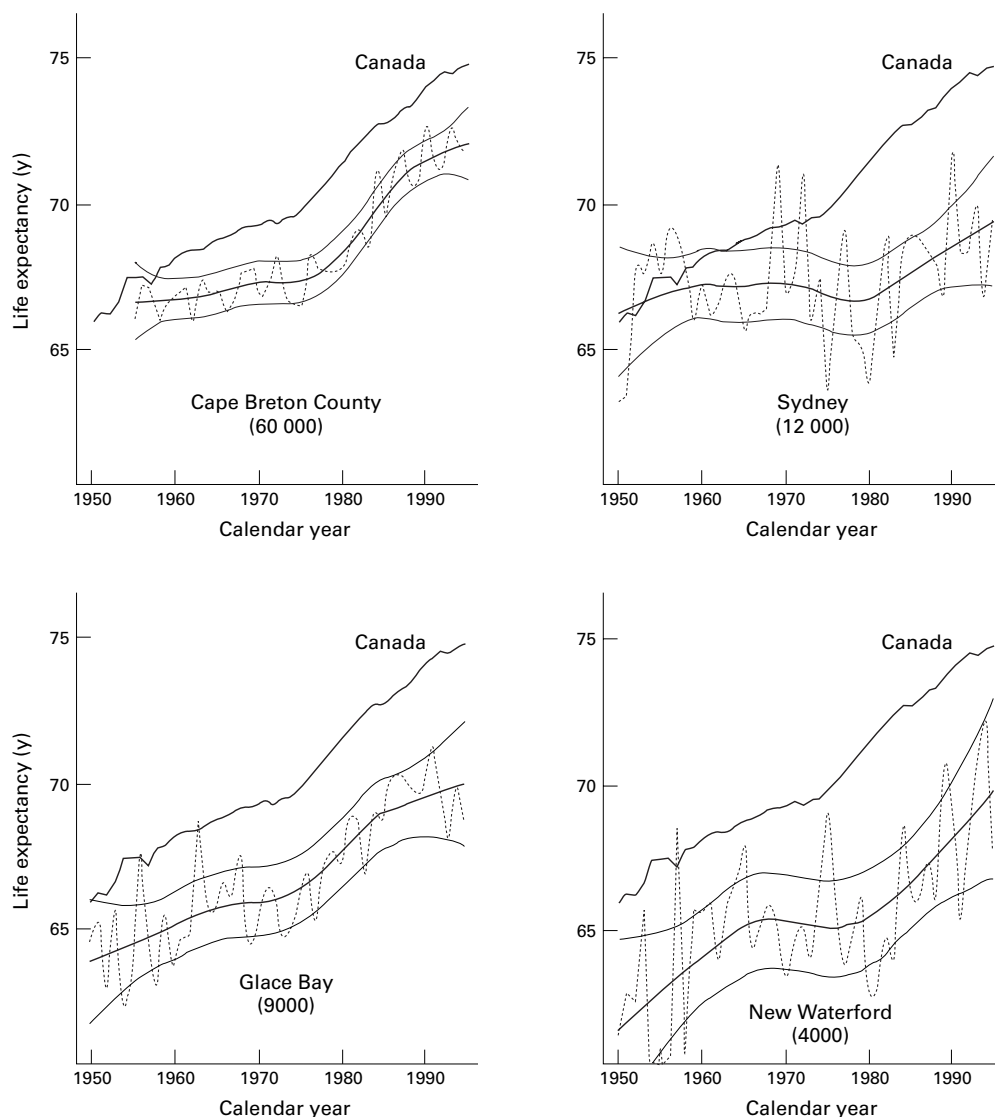 75
Canada
70
Life expectancy (y)
65
Cape Breton County
(60 000)
1950 1960 1970 1980 1990
Calendar year
75
Canada
70
65
Sydney
(12 000)
1950 1960 1970 1980 1990
Calendar year
75
Canada
70
Life expectancy (y)
65
Glace Bay
(9000)
1950 1960 1970 1980 1990
Calendar year
75
Canada
70
65
New Waterford
(4000)
1950 1960 1970 1980 1990
Calendar year